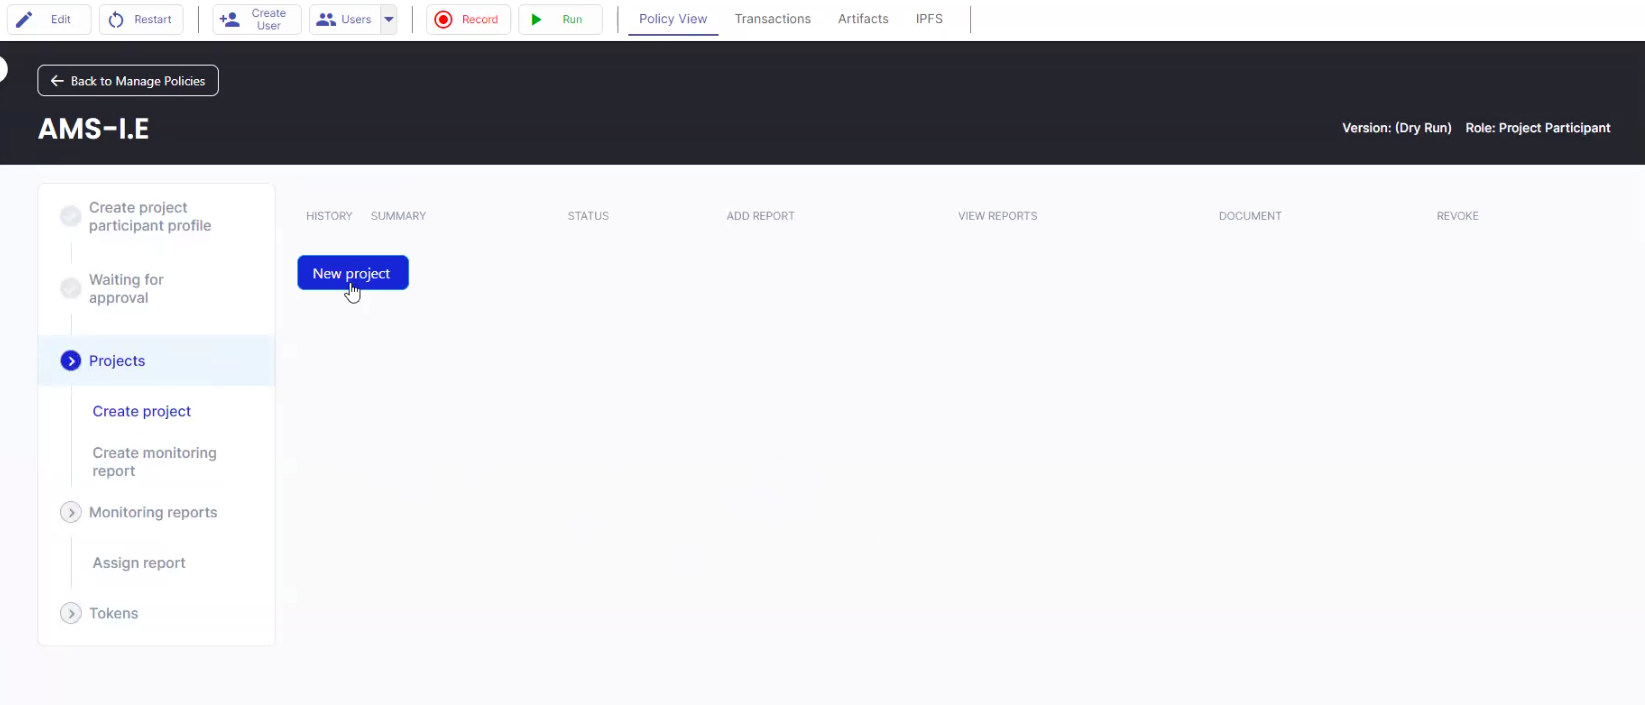 Edit
Restart
Create
User
Users
Record
Run
Policy View
Transactions
Artifacts
IPFS
Back to Manage Policies
AMS-I.E
Version: (Dry Run) Role: Project Participant
Create project
participant profile
Waiting for
approval
Projects
Create project
Create monitoring
report
Monitoring reports
Assign report
Tokens
HISTORY SUMMARY STATUS ADD REPORT VIEW REPORTS DOCUMENT REVOKE
New project